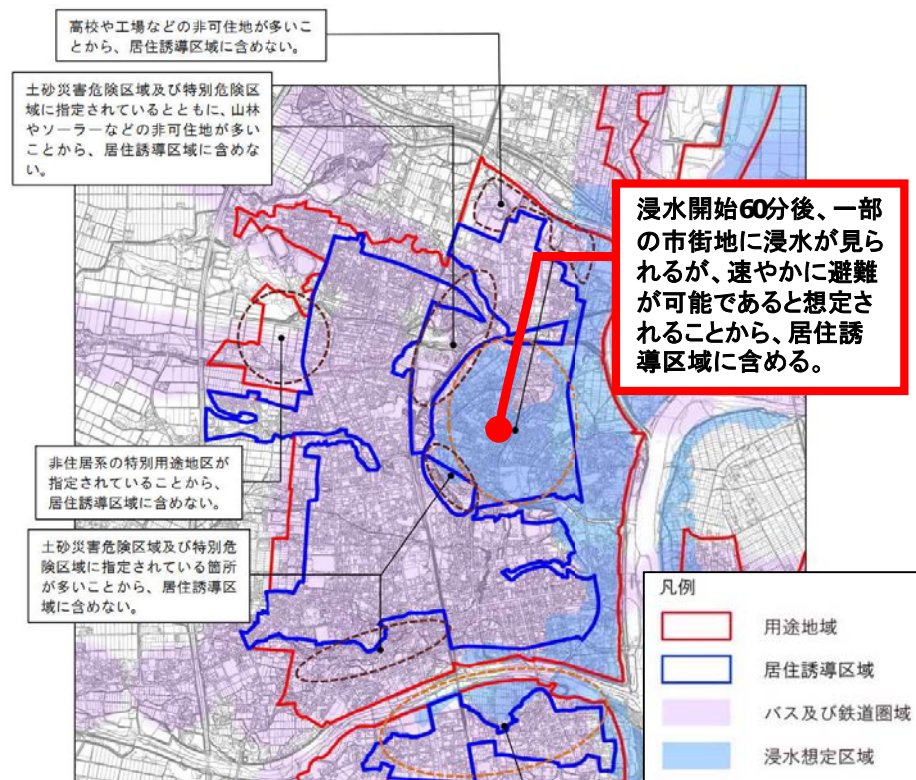 高校や工場などの非可住地が多いこ
とから、居住誘導区域に含めない。
土砂災害危険区域及び特別危険区
域に指定されているとともに、山林
やソーラーなどの非可住地が多い
ことから、居住誘導区域に含めな
い。
浸水開始60分後、一部
の市街地に浸水が見ら
れるが、速やかに避難
が可能であると想定さ
れることから、居住誘
導区域に含める。
非住居系の特別用途地区が
指定されていることから、
居住誘導区域に含めない。
土砂災害危険区域及び特別危
険区域に指定されている箇所
が多いことから、居住誘導区
域に含めない。
凡例
用途地域
居住誘導区域
バス及び鉄道圏域
浸水想定区域